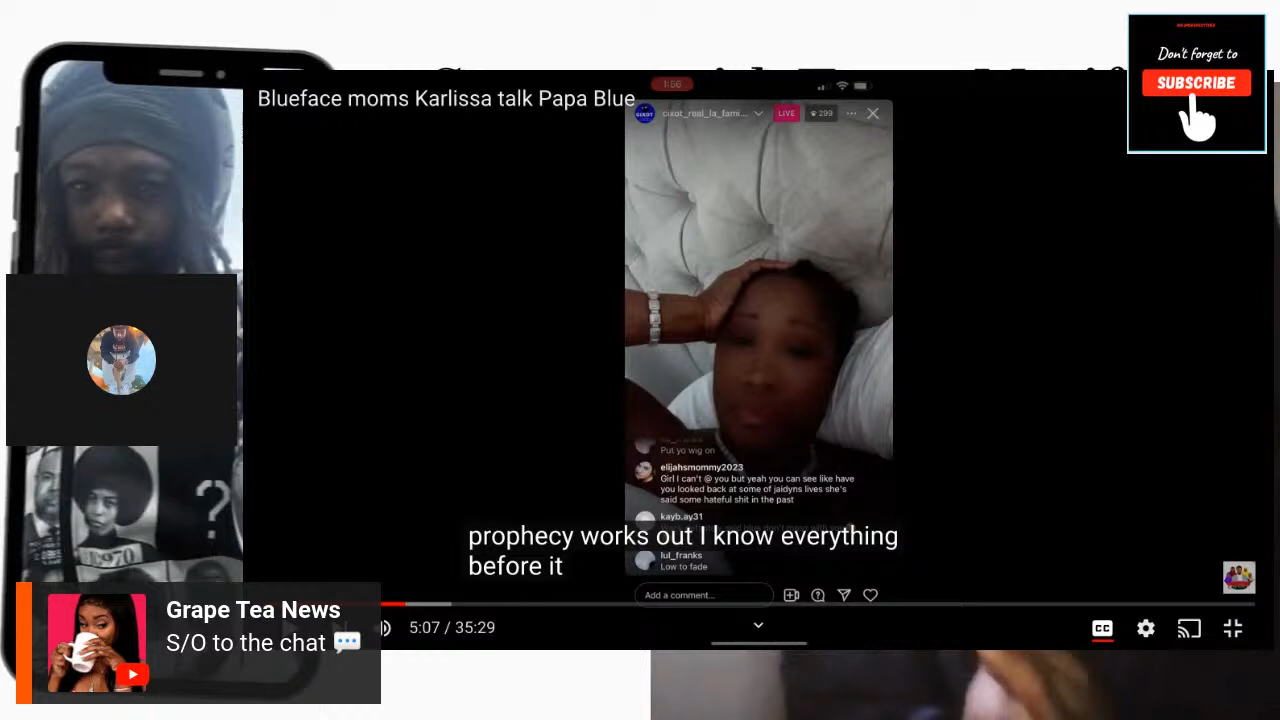 Don't forget to
SUBSCRIBE
Blueface moms Karlissa talk Papa Blue
1:56
cixot_real_la_fami...
LIVE
299
Put yo wig on
elijahsmommy2023
Girl I can't @ you but yeah you can see like have
you looked back at some of jaidyns lives she's
said some hateful shit in the past
kayb.ay31
prophecy works out I know everything
before it
lul_franks
Low to fade
Add a comment...
5:07 / 35:29
CC
Grape Tea News
S/O to the chat 💬
?